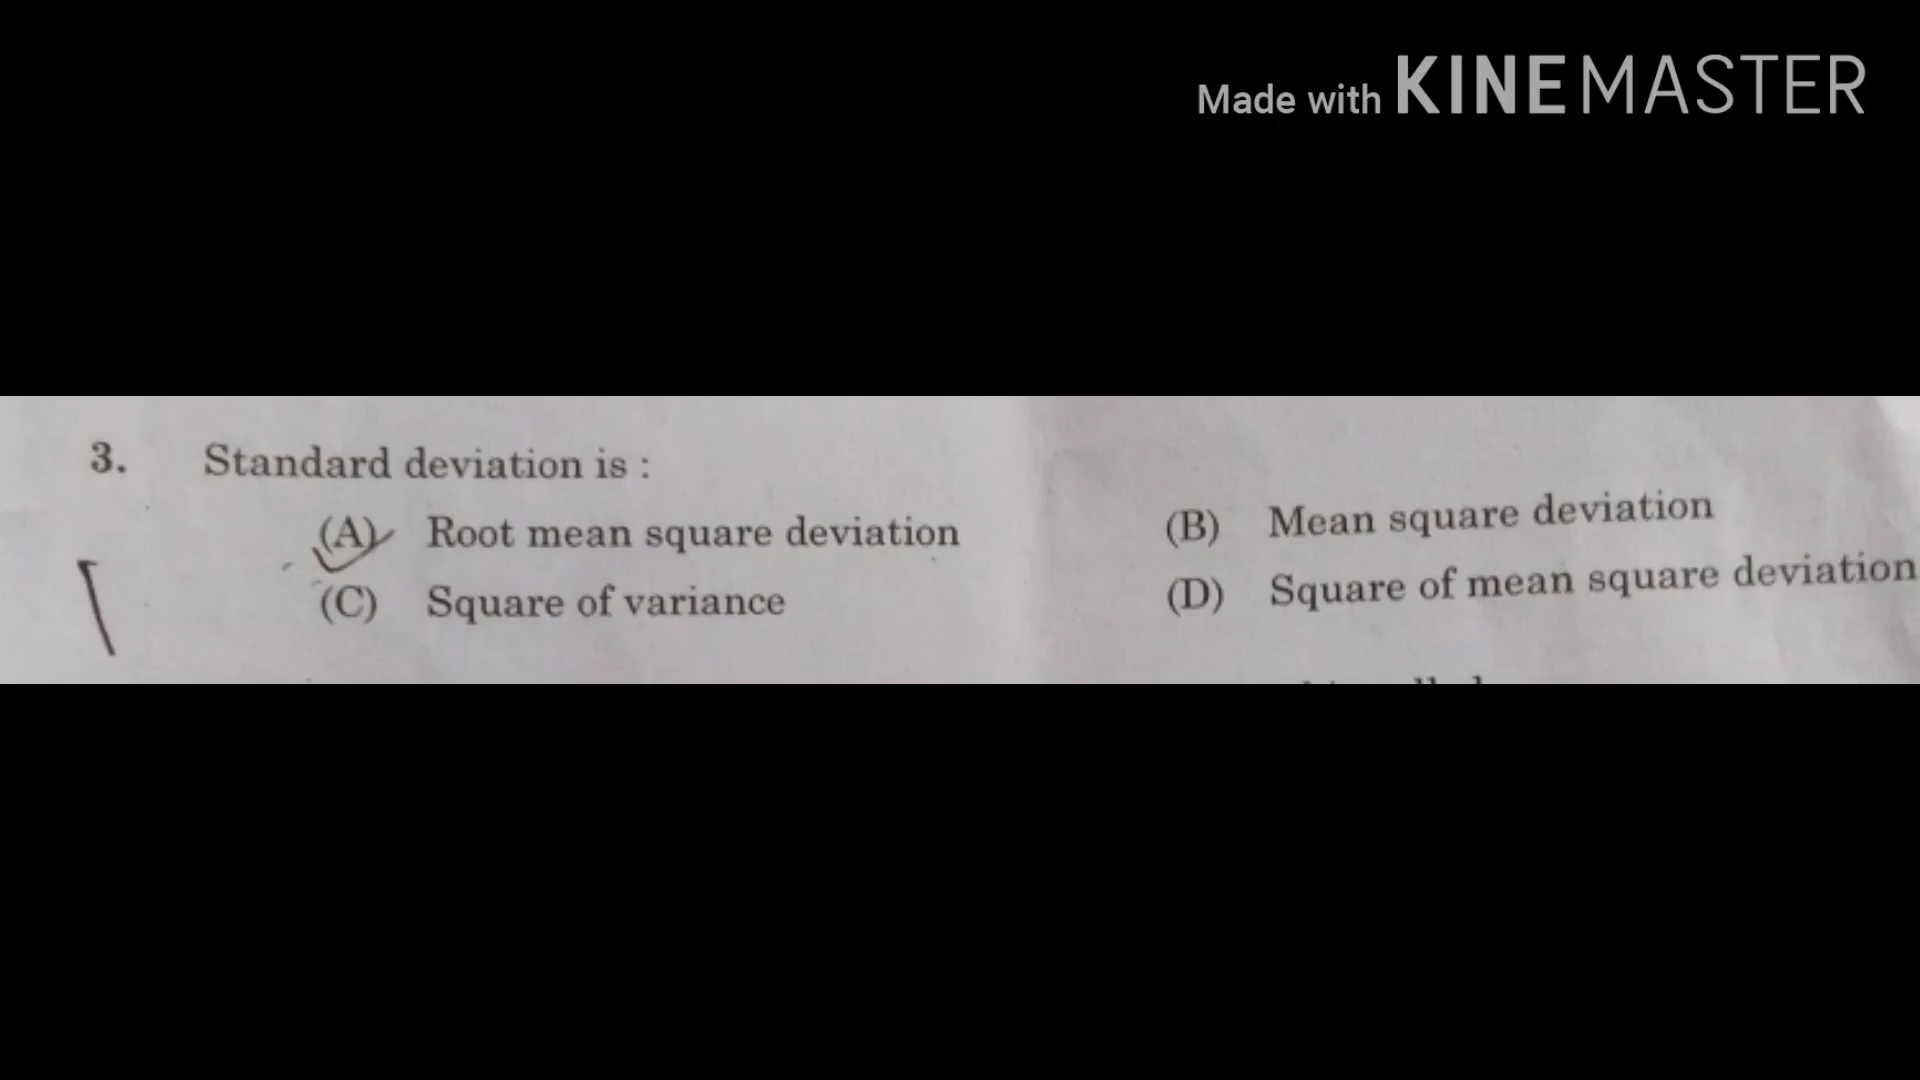 Made with KINEMASTER
3. Standard deviation is :
(A) Root mean square deviation
(B) Mean square deviation
(C) Square of variance
(D) Square of mean square deviation